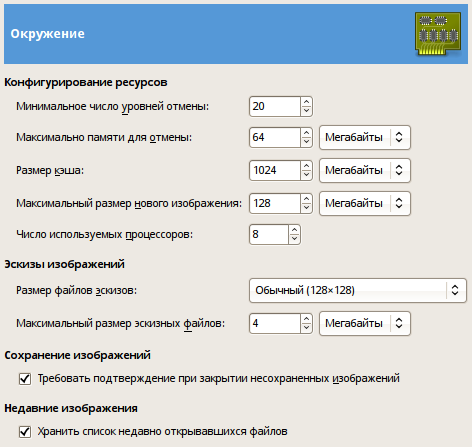 Окружение
Конфигурирование ресурсов
Минимальное число уровней отмены: 20
Максимально памяти для отмены: 64 Мегабайты
Размер кэша: 1024 Мегабайты
Максимальный размер нового изображения: 128 Мегабайты
Число используемых процессоров: 8
Эскизы изображений
Размер файлов эскизов: Обычный (128×128)
Максимальный размер эскизных файлов: 4 Мегабайты
Сохранение изображений
Требовать подтверждение при закрытии несохраненных изображений
Недавние изображения
Хранить список недавно открывавшихся файлов